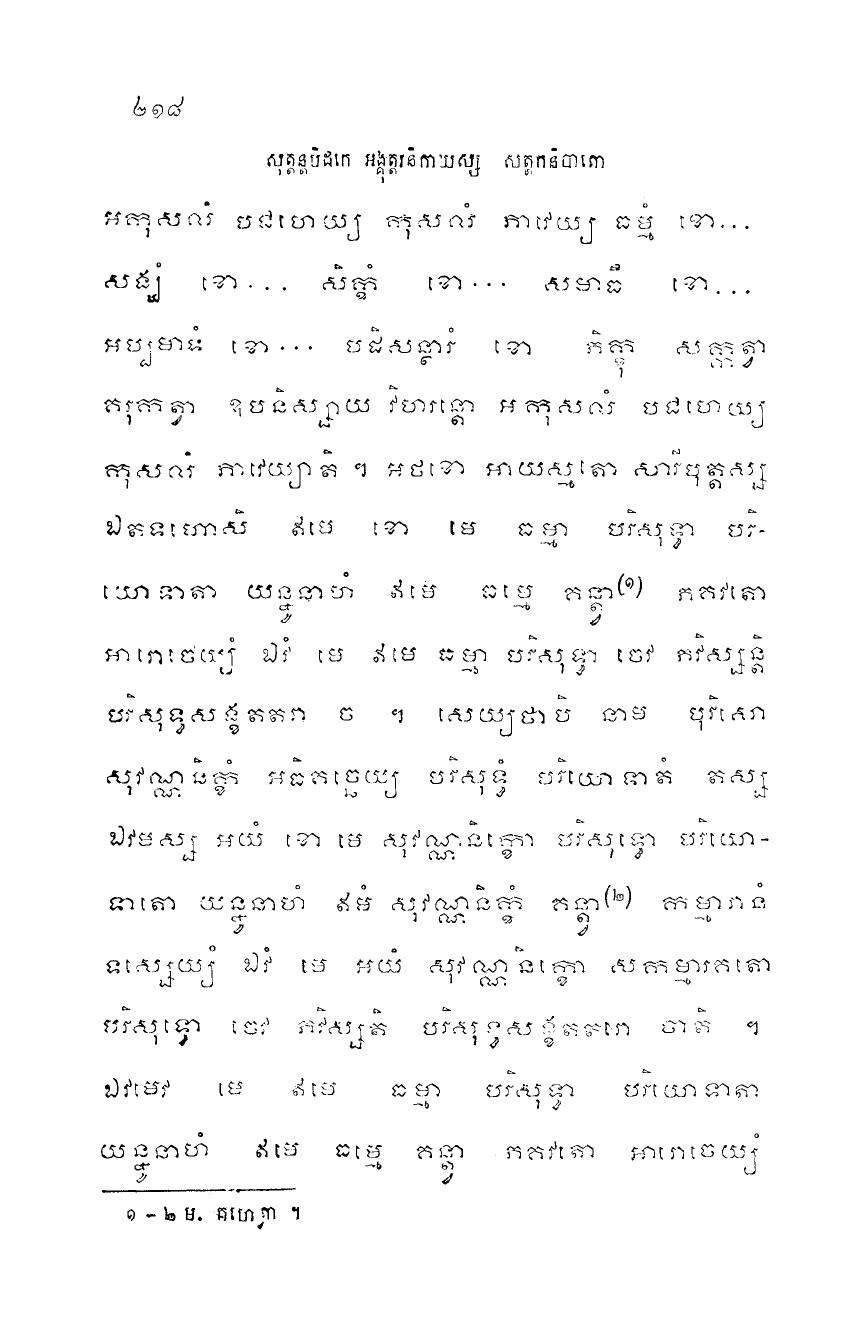 ២១៨
សុត្តន្តបិដកេ អង្គុត្តរនិកាយស្ស សត្តកនិបាតោ
អកុសលំ បជហេយ្យ កុសលំ ភាវេយ្យ ធម្មំ ខោ...
សង្ឃំ ខោ... សិក្ខំ ខោ... សមាធឹ ខោ...
អប្បមាទំ ខោ... បដិសន្ថារំ ខោ ភិក្ខុ សក្កត្វា
គរុកត្វា ឧបនិស្សាយ វិហរន្តោ អកុសលំ បជហេយ្យ
កុសលំ ភាវេយ្យាតិ ។ អថខោ អាយស្មតោ សារីបុត្តស្ស
ឯតទហោសិ ឥមេ ខោ មេ ធម្មា បរិសុទ្ធា បរិ-
យោទាតា យន្នូនាហំ ឥមេ ធម្មេ គន្ត្វា(១) ភគវតោ
អារោចេយ្យំ ឯវំ មេ ឥមេ ធម្មា បរិសុទ្ធា ចេវ ភវិស្សន្តិ
បរិសុទ្ធសង្ខតតរា ច ។ សេយ្យថាបិ នាម បុរិសោ
សុវណ្ណនិក្ខំ អធិគច្ឆេយ្យ បរិសុទ្ធំ បរិយោទាតំ តស្ស
ឯវមស្ស អយំ ខោ មេ សុវណ្ណនិក្ខោ បរិសុទ្ធោ បរិយោ-
ទាតោ យន្នូនាហំ ឥមំ សុវណ្ណនិក្ខំ គន្ត្វា(២) កម្មារានំ
ទស្សេយ្យំ ឯវំ មេ អយំ សុវណ្ណនិក្ខោ សកម្មារគតោ
បរិសុទ្ធោ ចេវ ភវិស្សតិ បរិសុទ្ធសង្ខតតរោ ចាតិ ។
ឯវមេវ មេ ឥមេ ធម្មា បរិសុទ្ធា បរិយោទាតា
យន្នូនាហំ ឥមេ ធម្មេ គន្ត្វា ភគវតោ អារោចេយ្យំ
១ - ២ ម. គហេត្វា ។